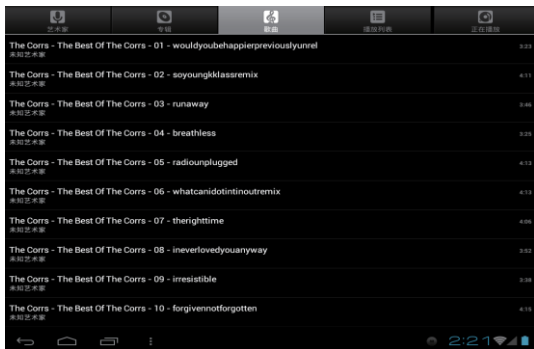 艺术家 专辑 歌曲 播放列表 正在播放
The Corrs - The Best Of The Corrs - 01 - wouldyoubehappierpreviouslyunrel 3:23
未知艺术家
The Corrs - The Best Of The Corrs - 02 - soyoungkklassremix 4:11
未知艺术家
The Corrs - The Best Of The Corrs - 03 - runaway 3:46
未知艺术家
The Corrs - The Best Of The Corrs - 04 - breathless 3:25
未知艺术家
The Corrs - The Best Of The Corrs - 05 - radiounplugged 4:13
未知艺术家
The Corrs - The Best Of The Corrs - 06 - whatcanidotintinoutremix 4:13
未知艺术家
The Corrs - The Best Of The Corrs - 07 - therighttime 4:06
未知艺术家
The Corrs - The Best Of The Corrs - 08 - ineverlovedyouanyway 3:52
未知艺术家
The Corrs - The Best Of The Corrs - 09 - irresistible 3:38
未知艺术家
The Corrs - The Best Of The Corrs - 10 - forgivennotforgotten 4:15
未知艺术家
2:21